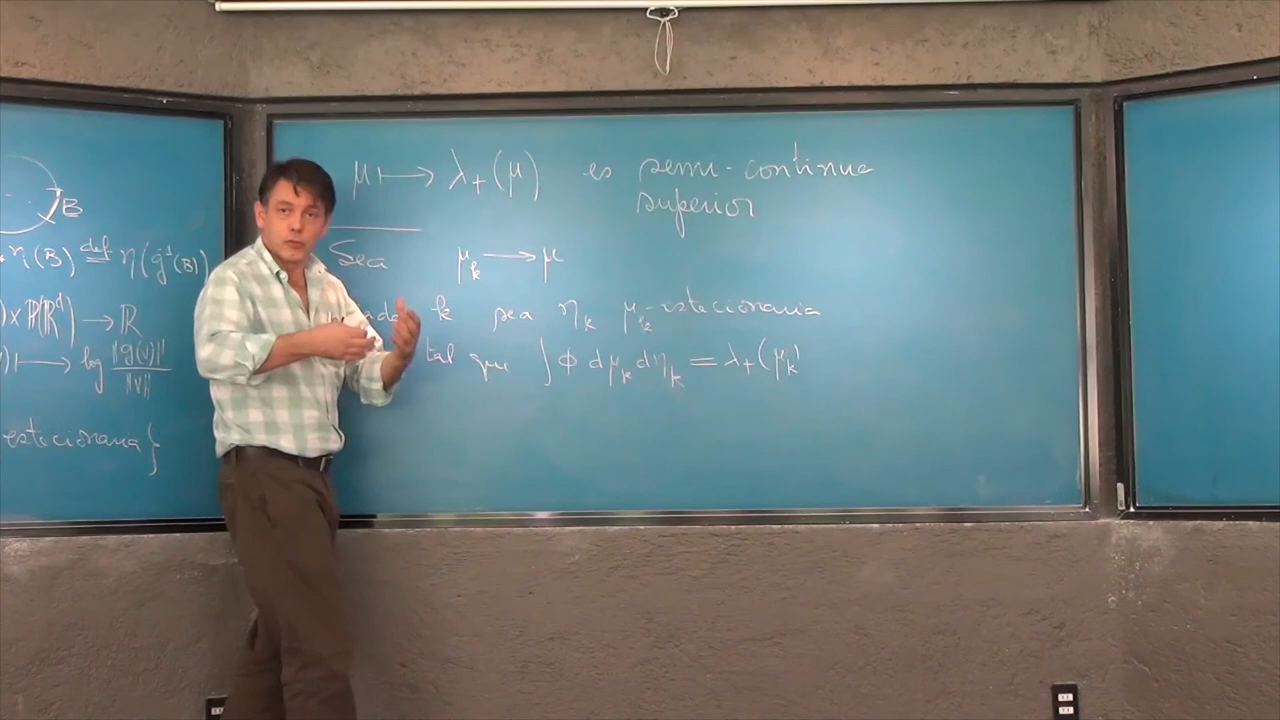 B
η(B) def= η(g⁻¹(B))
× P(ℝᵈ) → ℝ
⟼ log ‖g(v)‖ / ‖v‖
estacionaria }
μ ⟼ λ₊(μ) es semi-continua
superior
Sea μₖ → μ
k sea ηₖ μₖ-estacionaria
tal que ∫ ϕ dμₖ dηₖ = λ₊(μₖ)